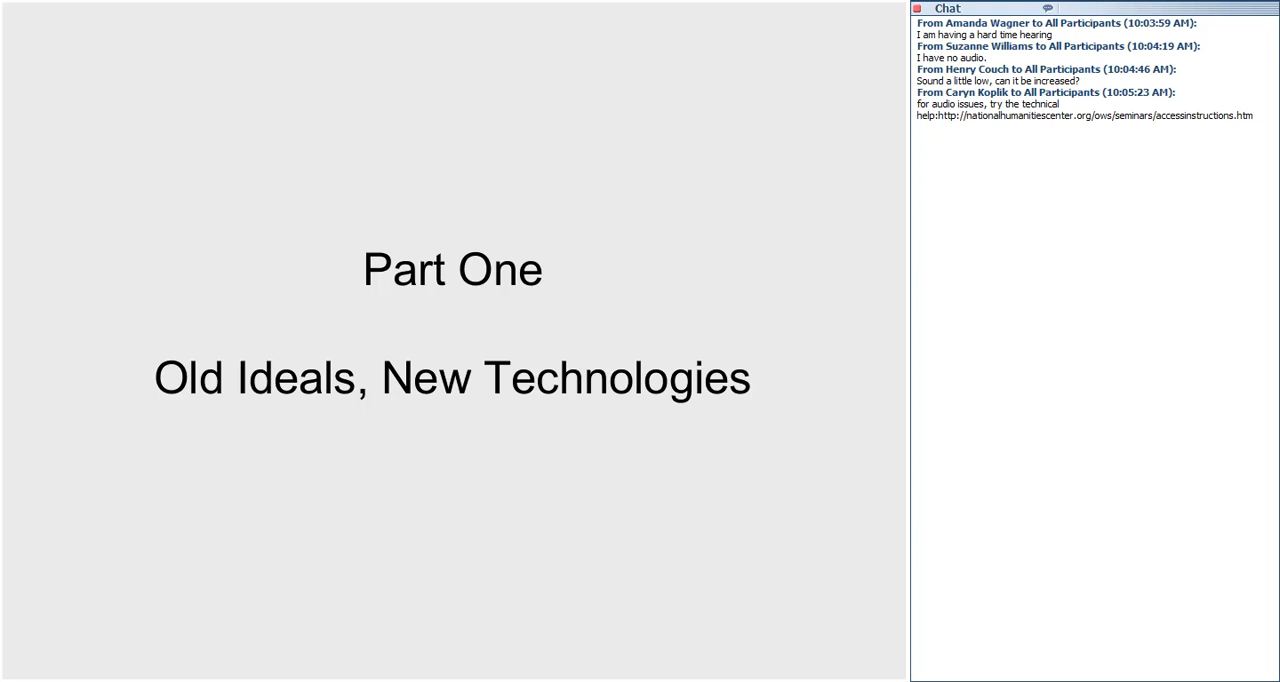 Part One
Old Ideals, New Technologies
Chat
From Amanda Wagner to All Participants (10:03:59 AM):
I am having a hard time hearing
From Suzanne Williams to All Participants (10:04:19 AM):
I have no audio.
From Henry Couch to All Participants (10:04:46 AM):
Sound a little low, can it be increased?
From Caryn Koplik to All Participants (10:05:23 AM):
for audio issues, try the technical
help:http://nationalhumanitiescenter.org/ows/seminars/accessinstructions.htm